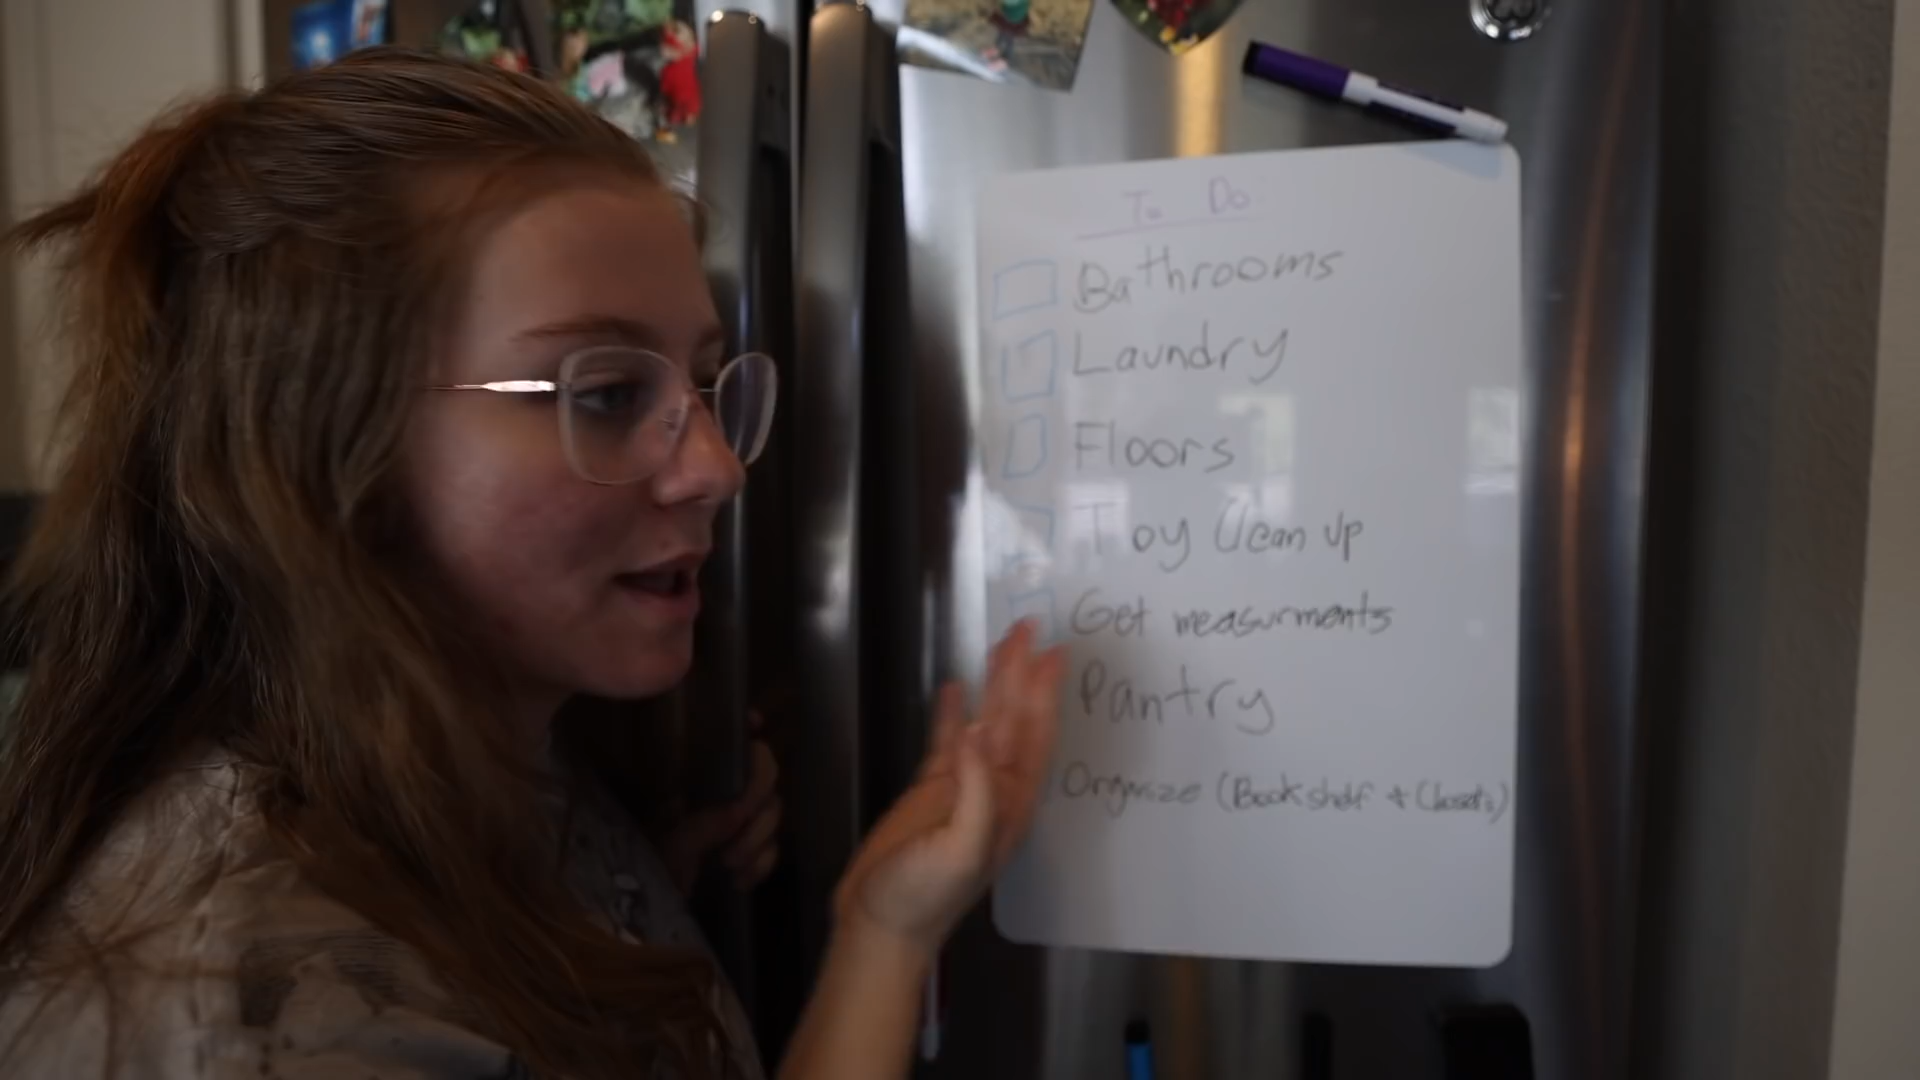 To Do
Bathrooms
Laundry
Floors
Toy Clean up
Get measurments
Pantry
Organize (Bookshelf + Closets)